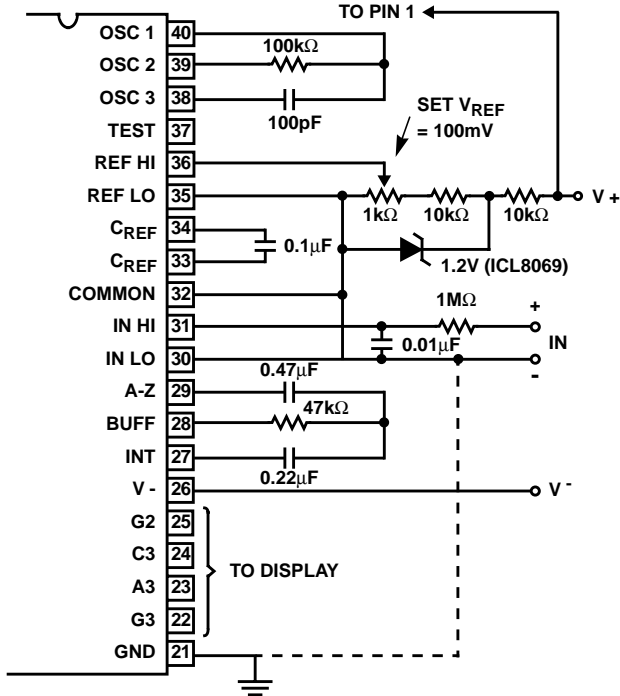 TO PIN 1
OSC 1 40
100kΩ
OSC 2 39
OSC 3 38
100pF
SET VREF
= 100mV
TEST 37
REF HI 36
REF LO 35
1kΩ 10kΩ 10kΩ
V +
CREF 34
0.1μF
CREF 33
1.2V (ICL8069)
COMMON 32
1MΩ
+
IN HI 31
0.01μF
IN
IN LO 30
-
0.47μF
A-Z 29
47kΩ
BUFF 28
INT 27
0.22μF
V - 26
V -
G2 25
C3 24
TO DISPLAY
A3 23
G3 22
GND 21